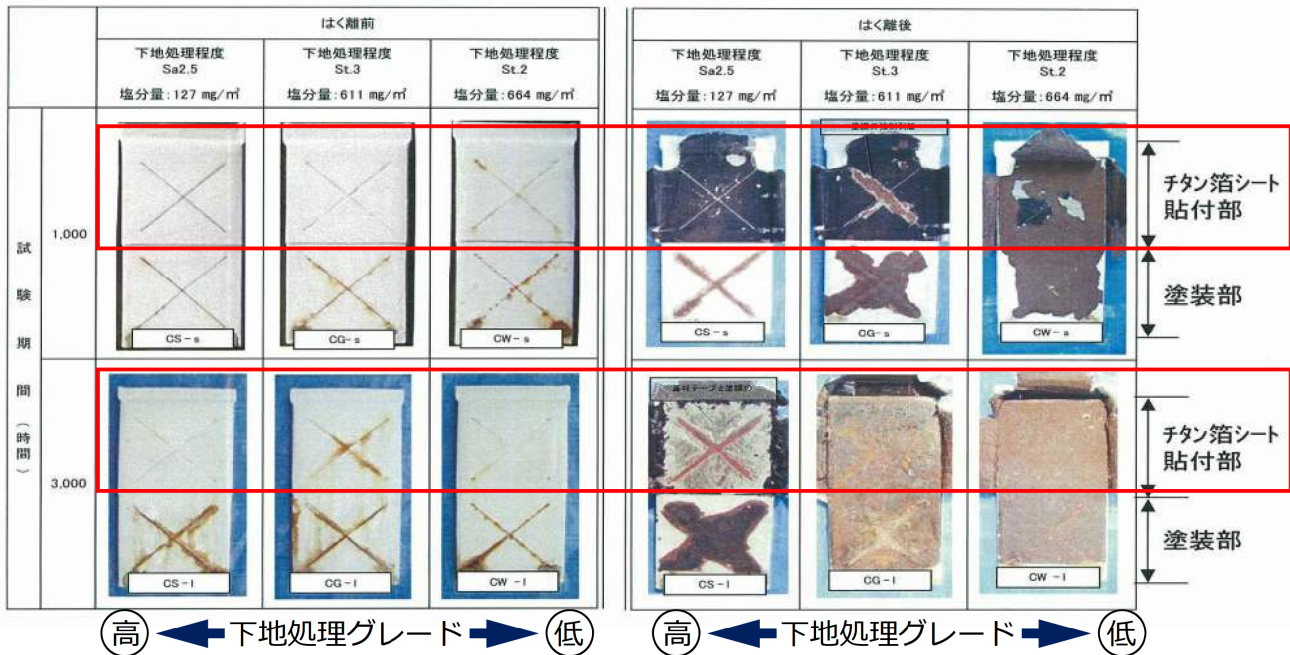 はく離前
はく離後
下地処理程度
Sa2.5
塩分量:127 mg/㎡
下地処理程度
St.3
塩分量:611 mg/㎡
下地処理程度
St.2
塩分量:664 mg/㎡
下地処理程度
Sa2.5
塩分量:127 mg/㎡
下地処理程度
St.3
塩分量:611 mg/㎡
下地処理程度
St.2
塩分量:664 mg/㎡
試験期間(時間)
1,000
CS-s
CG-s
CW-s
CS-s
CG-s
CW-s
チタン箔シート
貼付部
塗装部
3,000
CS-l
CG-l
CW-l
CS-l
CG-l
CW-l
チタン箔シート
貼付部
塗装部
高 下地処理グレード 低
高 下地処理グレード 低